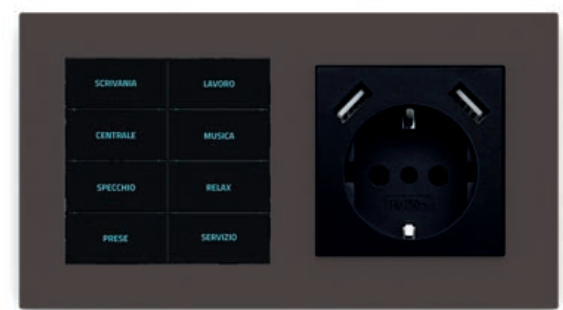 SCRIVANIA LAVORO
CENTRALE MUSICA
SPECCHIO RELAX
PRESE SERVIZIO